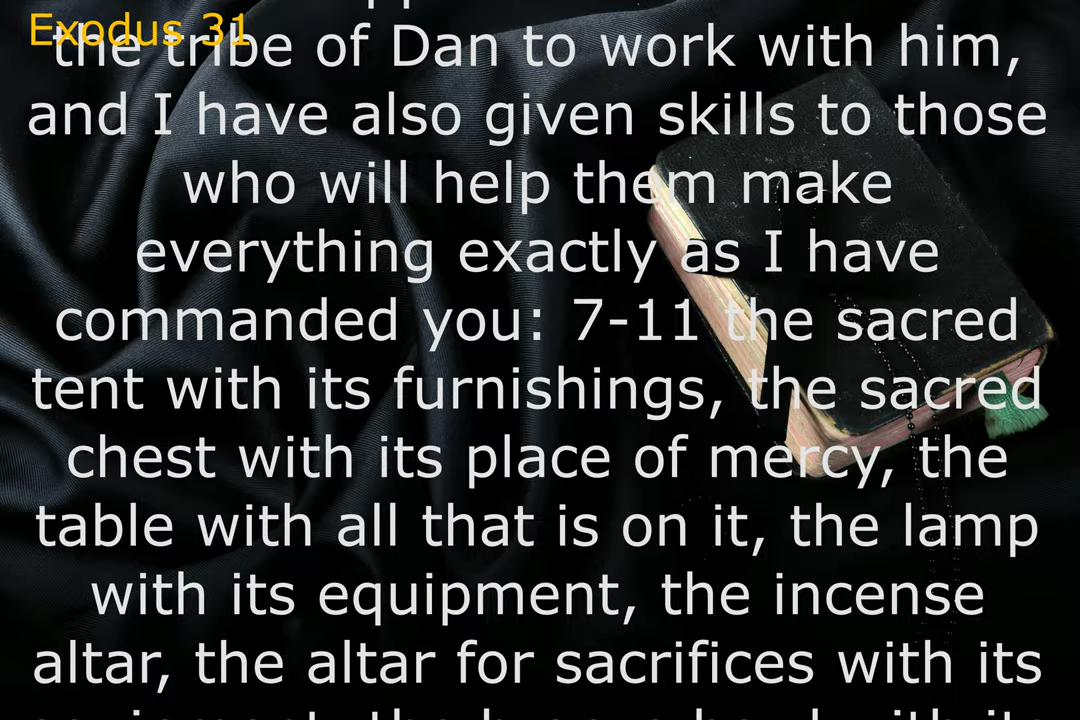 Exodus 31
the tribe of Dan to work with him,
and I have also given skills to those
who will help them make
everything exactly as I have
commanded you: 7-11 the sacred
tent with its furnishings, the sacred
chest with its place of mercy, the
table with all that is on it, the lamp
with its equipment, the incense
altar, the altar for sacrifices with its